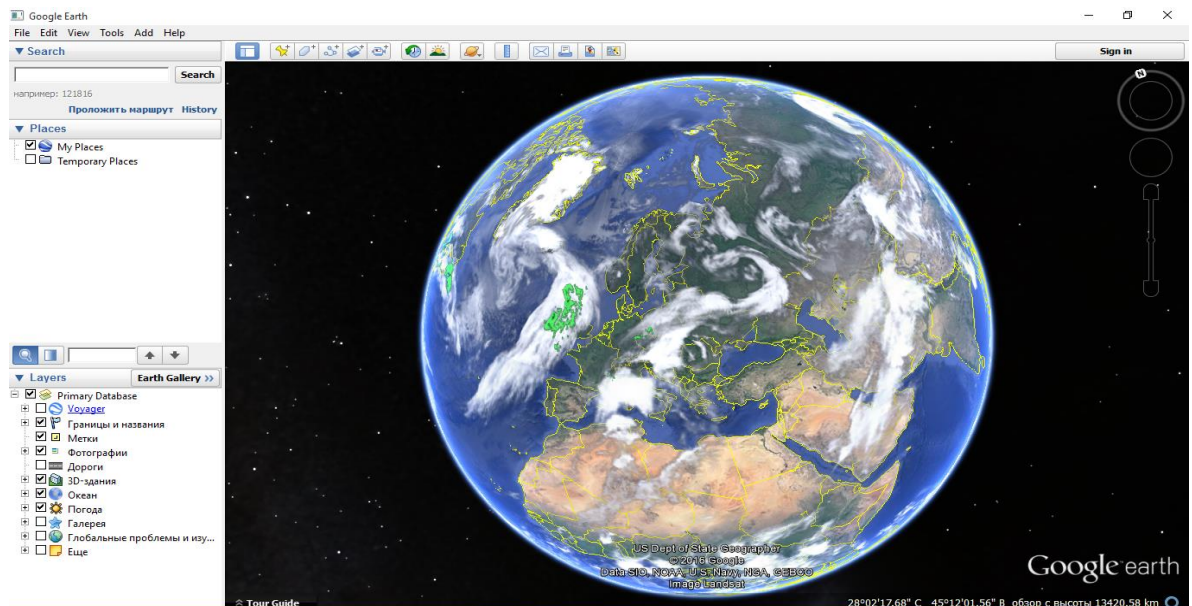 Google Earth
File Edit View Tools Add Help
Search
Sign in
Search
например: 121816
Проложить маршрут History
Places
My Places
Temporary Places
Layers
Earth Gallery >>
Primary Database
Voyager
Границы и названия
Метки
Фотографии
Дороги
3D-здания
Океан
Погода
Галерея
Глобальные проблемы и изу...
Еще
N
US Dept of State Geographer
©2016 Google
Data SIO, NOAA, U.S. Navy, NGA, GEBCO
Image Landsat
Google earth
Tour Guide
28°02'17.68" С 45°12'01.56" В обзор с высоты 13420.58 km